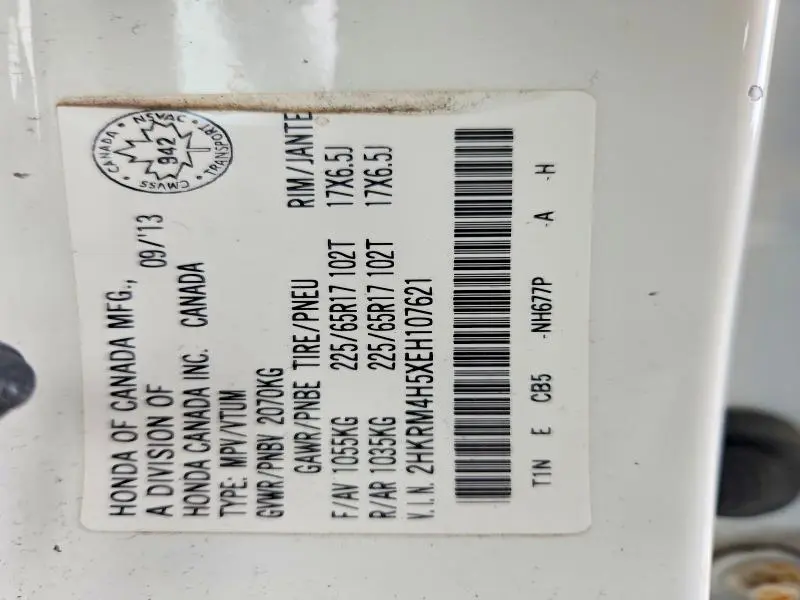 HONDA OF CANADA MFG., 09/'13
A DIVISION OF
HONDA CANADA INC. CANADA
TYPE: MPV/VTUM
GVWR/PNBV 2070KG
GAWR/PNBE TIRE/PNEU RIM/JANTE
F/AV 1055KG 225/65R17 102T 17X6.5J
R/AR 1035KG 225/65R17 102T 17X6.5J
V.I.N. 2HKRM4H5XEH107621
T1N E CB5 -NH677P -A -H
CANADA NSVAC TRANSPORT CMVSS
942